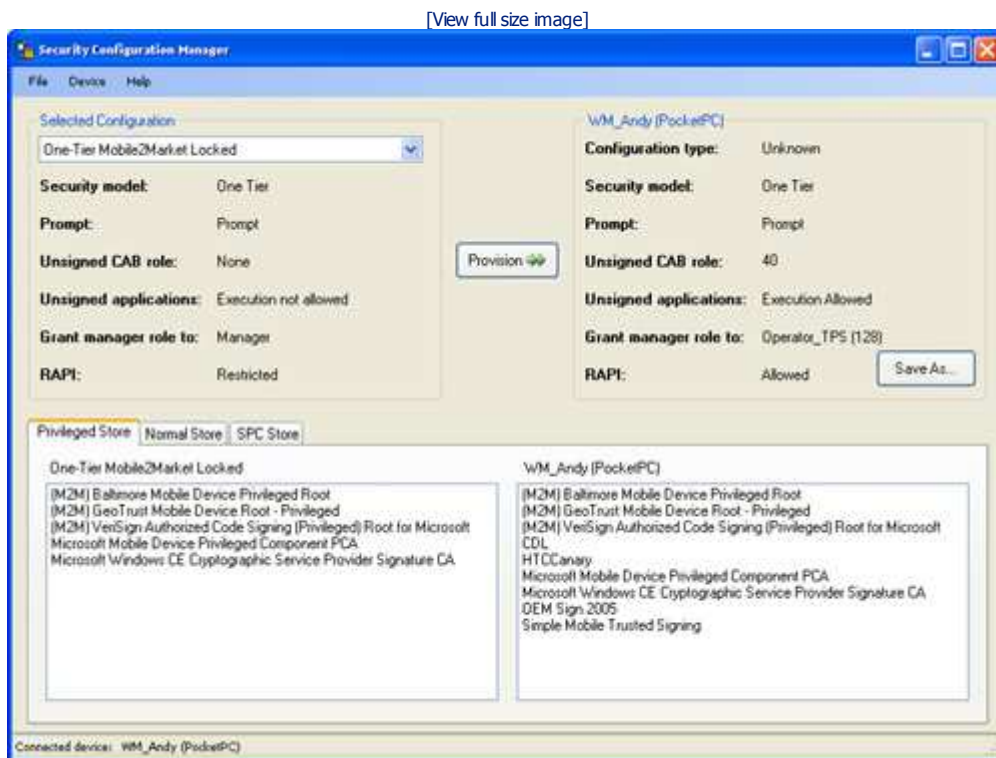 [View full size image]
Security Configuration Manager
File Device Help
Selected Configuration
One-Tier Mobile2Market Locked
Security model: One Tier
Prompt: Prompt
Unsigned CAB role: None
Unsigned applications: Execution not allowed
Grant manager role to: Manager
RAPI: Restricted
Provision
WM_Andy (PocketPC)
Configuration type: Unknown
Security model: One Tier
Prompt: Prompt
Unsigned CAB role: 40
Unsigned applications: Execution Allowed
Grant manager role to: Operator_TPS (128)
RAPI: Allowed
Save As...
Privileged Store Normal Store SPC Store
One-Tier Mobile2Market Locked
(M2M) Baltimore Mobile Device Privileged Root
(M2M) GeoTrust Mobile Device Root - Privileged
(M2M) VeriSign Authorized Code Signing (Privileged) Root for Microsoft
Microsoft Mobile Device Privileged Component PCA
Microsoft Windows CE Cryptographic Service Provider Signature CA
WM_Andy (PocketPC)
(M2M) Baltimore Mobile Device Privileged Root
(M2M) GeoTrust Mobile Device Root - Privileged
(M2M) VeriSign Authorized Code Signing (Privileged) Root for Microsoft
CDL
HTCCanary
Microsoft Mobile Device Privileged Component PCA
Microsoft Windows CE Cryptographic Service Provider Signature CA
OEM Sign 2005
Simple Mobile Trusted Signing
Connected device: WM_Andy (PocketPC)